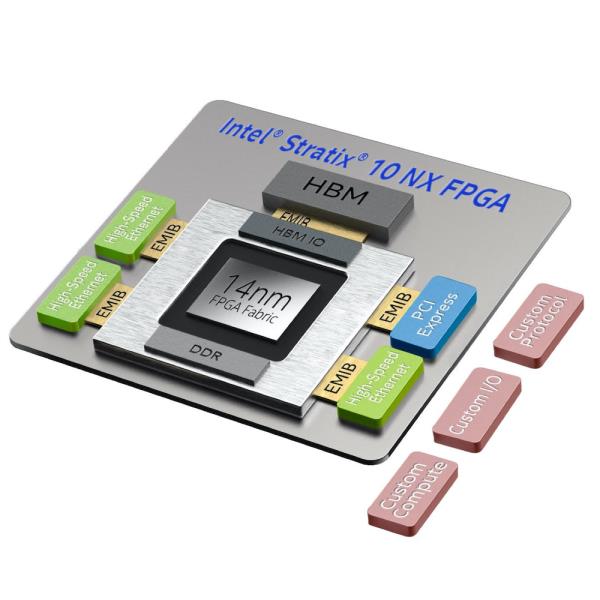 Intel® Stratix® 10 NX FPGA
HBM
EMIB
HBM IO
High-Speed
Ethernet
EMIB
High-Speed
Ethernet
EMIB
14nm
FPGA Fabric
DDR
EMIB
PCI
Express
EMIB
High-Speed
Ethernet
Custom
Protocol
Custom I/O
Custom
Compute